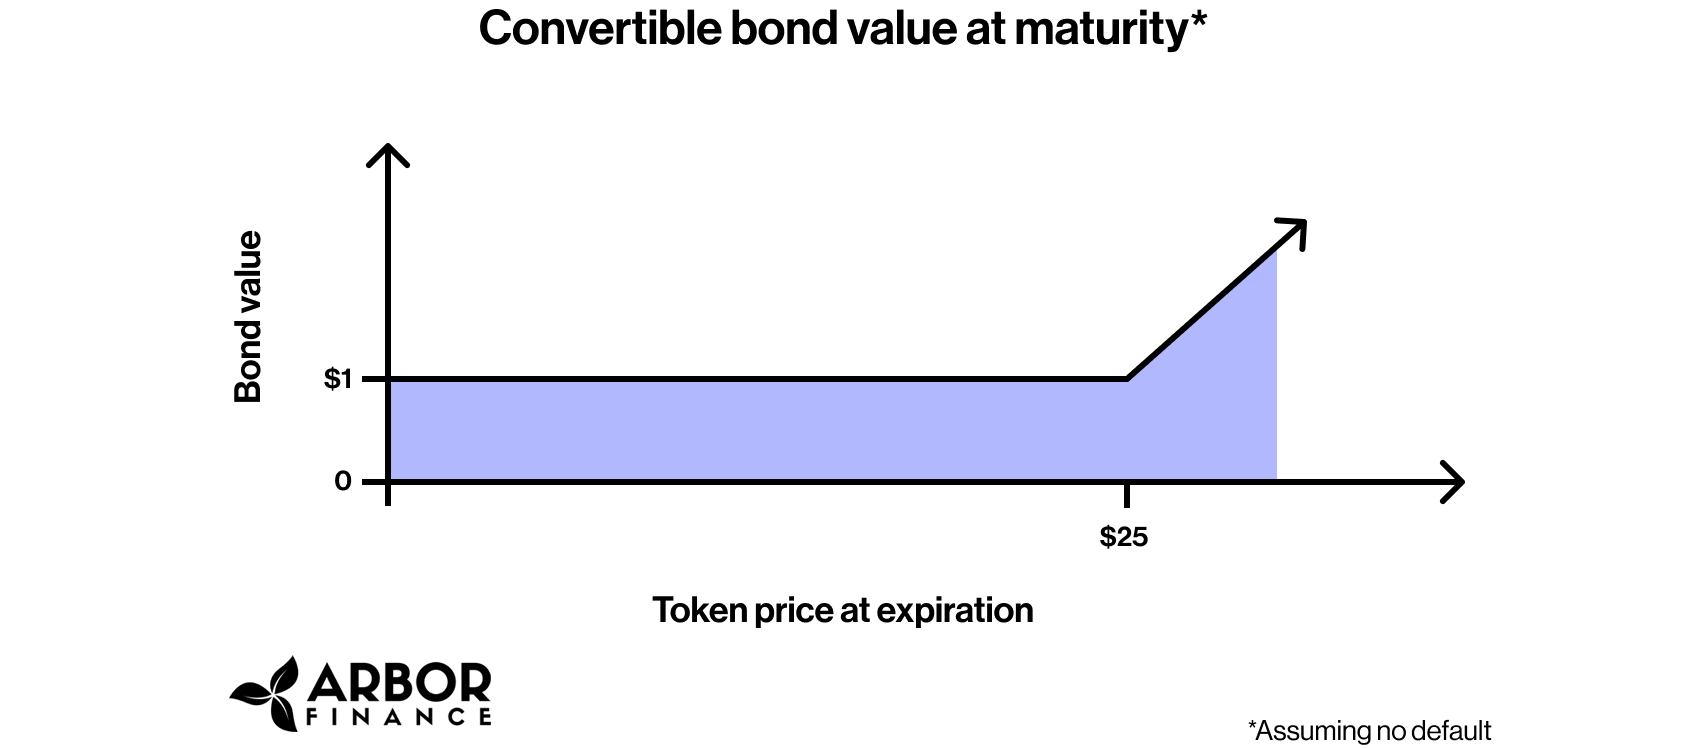 Convertible bond value at maturity*
Bond value
$1
0
$25
Token price at expiration
ARBOR
FINANCE
*Assuming no default